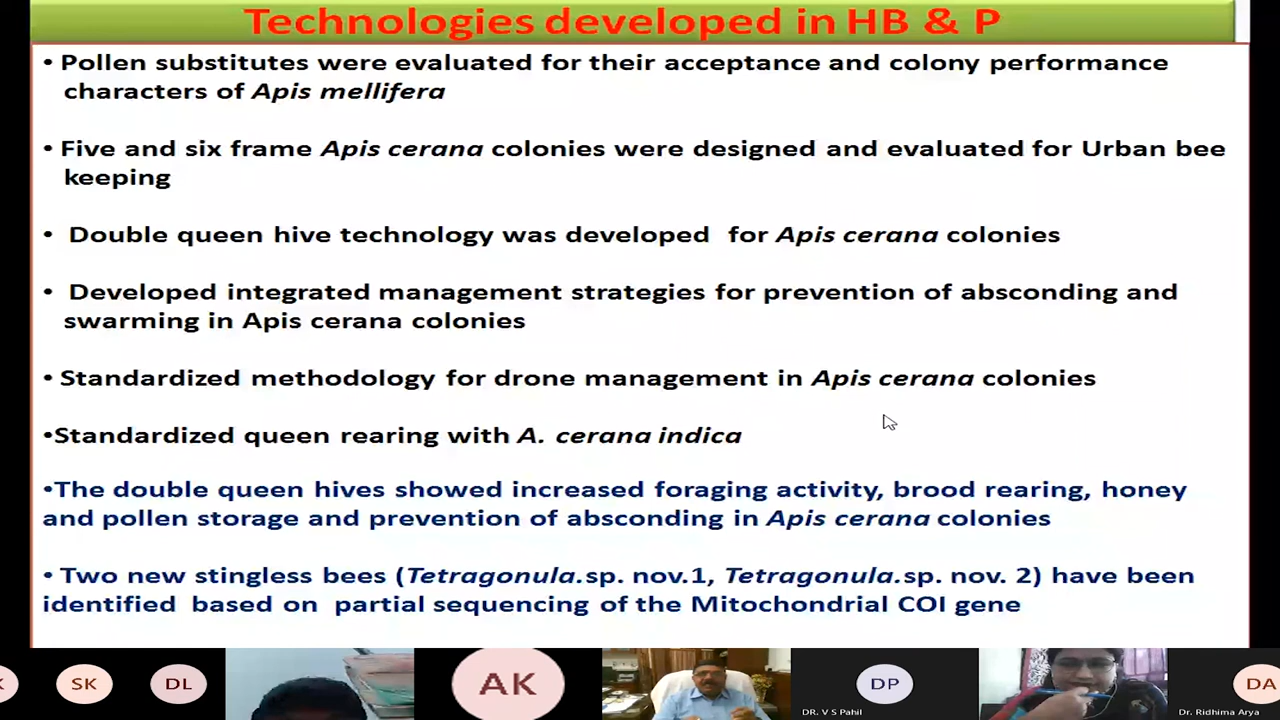 Technologies developed in HB & P
• Pollen substitutes were evaluated for their acceptance and colony performance
characters of Apis mellifera
• Five and six frame Apis cerana colonies were designed and evaluated for Urban bee
keeping
• Double queen hive technology was developed for Apis cerana colonies
• Developed integrated management strategies for prevention of absconding and
swarming in Apis cerana colonies
• Standardized methodology for drone management in Apis cerana colonies
•Standardized queen rearing with A. cerana indica
•The double queen hives showed increased foraging activity, brood rearing, honey
and pollen storage and prevention of absconding in Apis cerana colonies
• Two new stingless bees (Tetragonula.sp. nov.1, Tetragonula.sp. nov. 2) have been
identified based on partial sequencing of the Mitochondrial COI gene
SK
DL
AK
DP
DA
DR. V S Pahil
Dr. Ridhima Arya